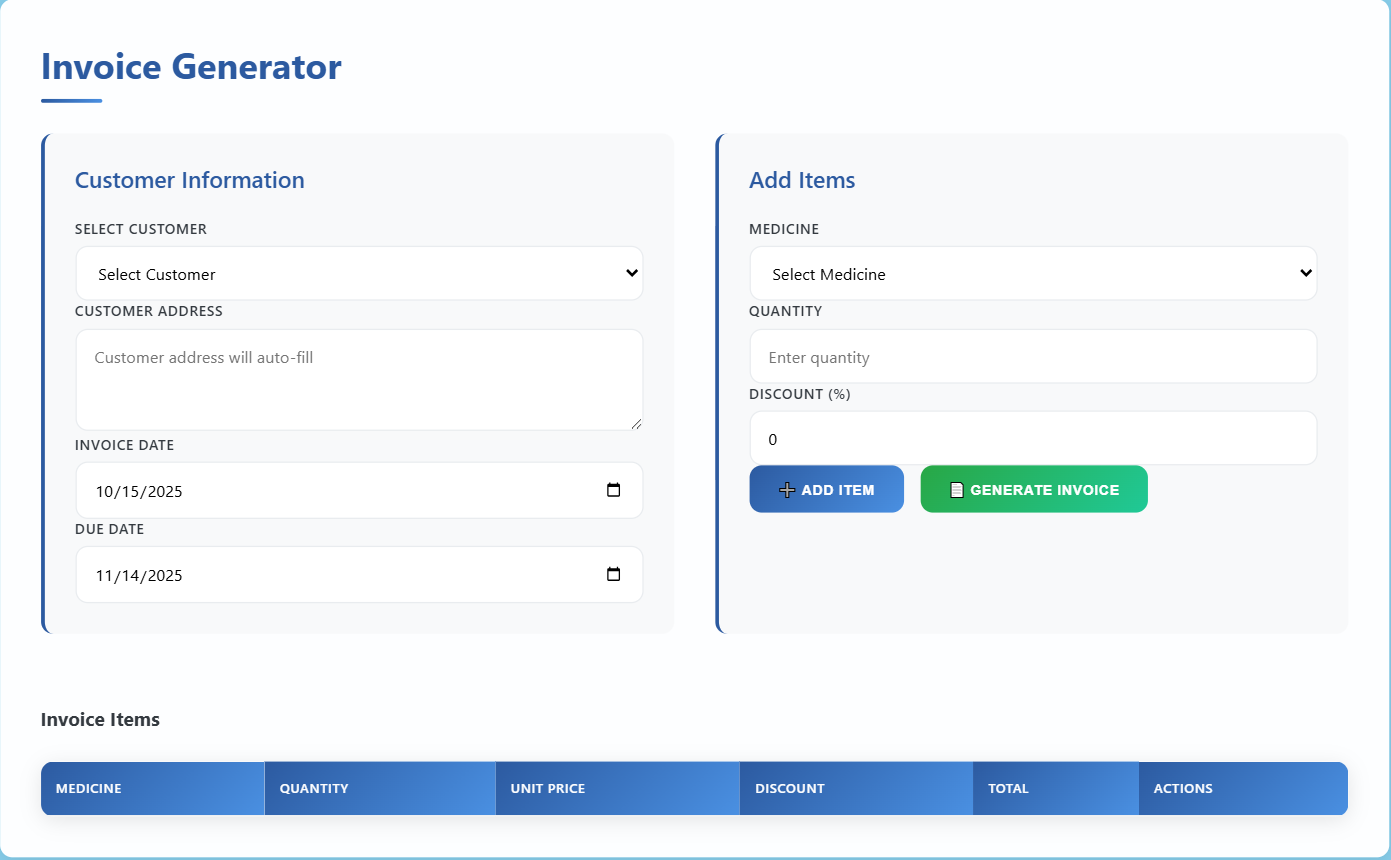 Invoice Generator
Customer Information
SELECT CUSTOMER
Select Customer
CUSTOMER ADDRESS
Customer address will auto-fill
INVOICE DATE
10/15/2025
DUE DATE
11/14/2025
Add Items
MEDICINE
Select Medicine
QUANTITY
Enter quantity
DISCOUNT (%)
0
➕ ADD ITEM 📄 GENERATE INVOICE
Invoice Items
MEDICINE QUANTITY UNIT PRICE DISCOUNT TOTAL ACTIONS